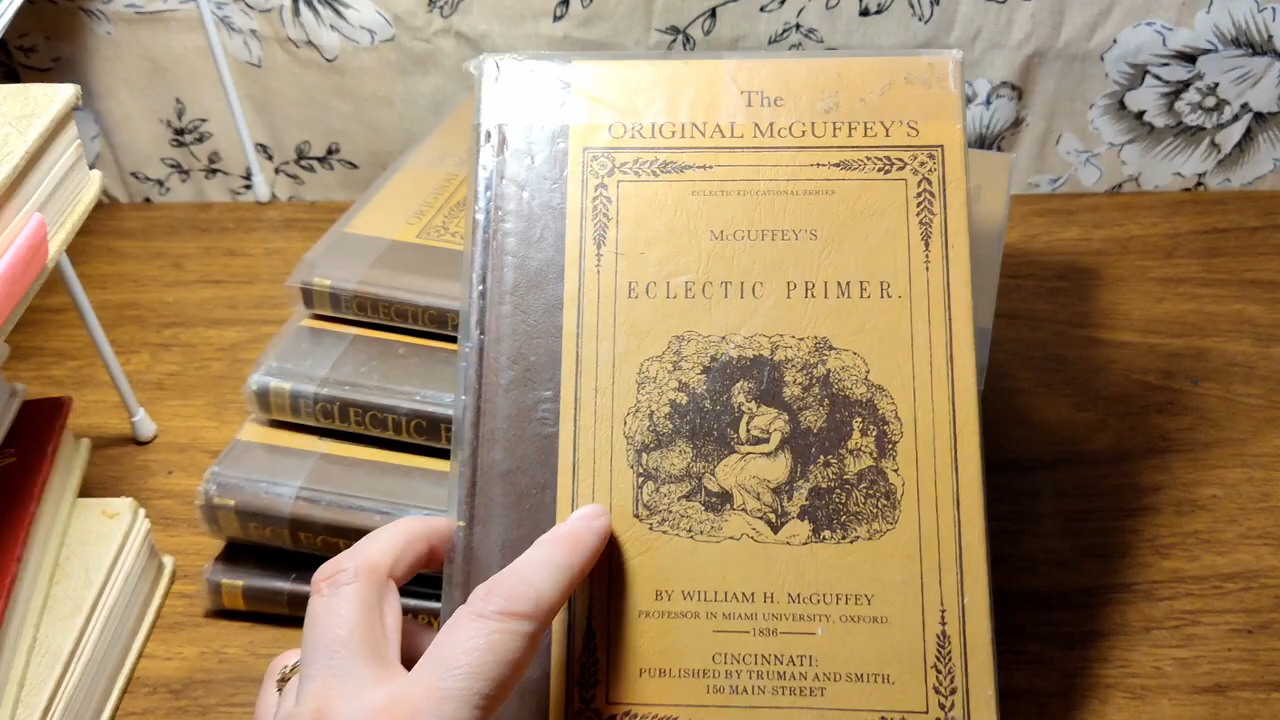 The
ORIGINAL McGUFFEY'S
ECLECTIC EDUCATIONAL SERIES
McGUFFEY'S
ECLECTIC PRIMER.
BY WILLIAM H. McGUFFEY
PROFESSOR IN MIAMI UNIVERSITY, OXFORD.
1836
CINCINNATI:
PUBLISHED BY TRUMAN AND SMITH,
150 MAIN-STREET
ORIGINAL
ECLECTIC P
ECLECTIC